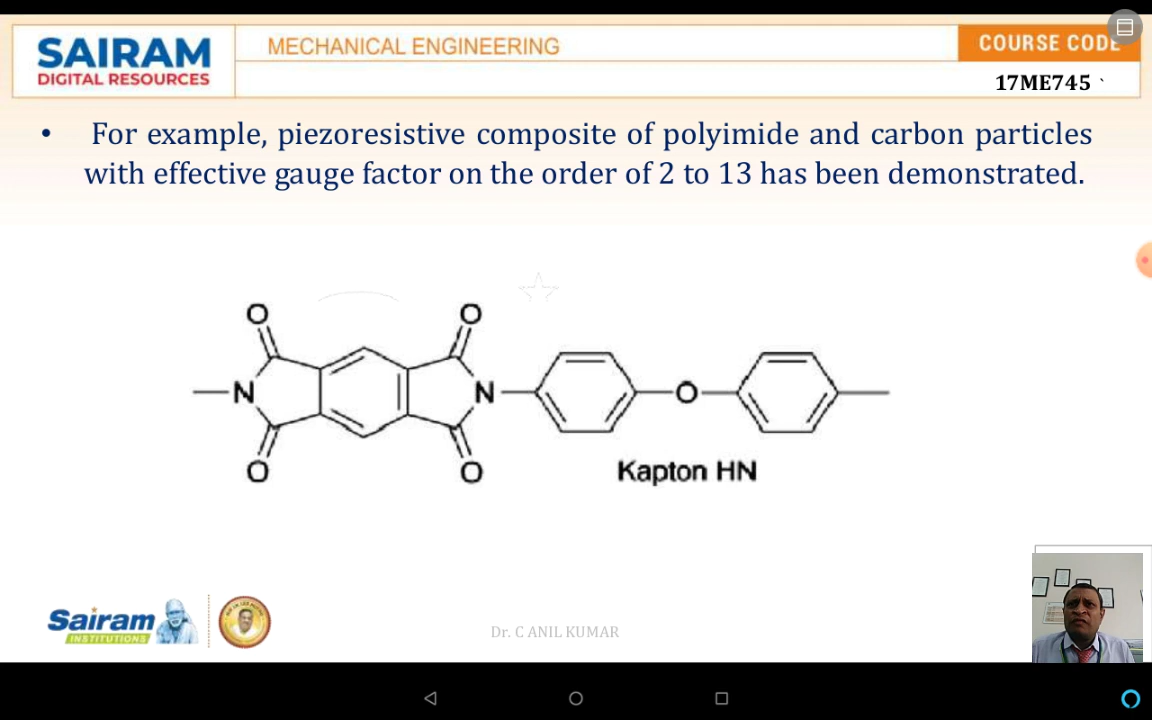 SAIRAM
DIGITAL RESOURCES
MECHANICAL ENGINEERING
COURSE CODE
17ME745 `
• For example, piezoresistive composite of polyimide and carbon particles
with effective gauge factor on the order of 2 to 13 has been demonstrated.
O O
N N O
O O
Kapton HN
Sairam
INSTITUTIONS
Dr. C ANIL KUMAR